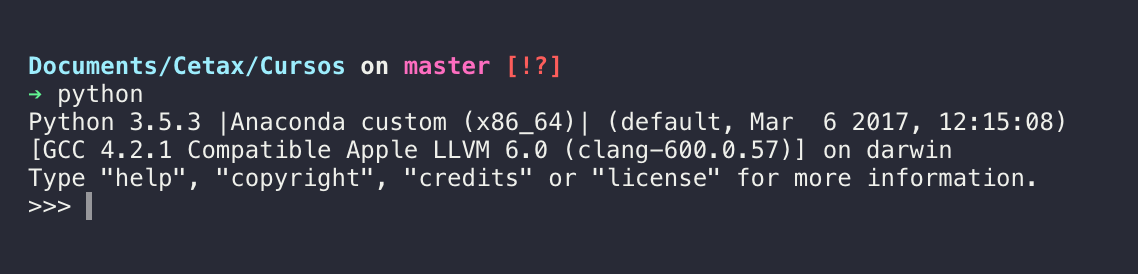 Documents/Cetax/Cursos on master [!?]
➜ python
Python 3.5.3 |Anaconda custom (x86_64)| (default, Mar  6 2017, 12:15:08)
[GCC 4.2.1 Compatible Apple LLVM 6.0 (clang-600.0.57)] on darwin
Type "help", "copyright", "credits" or "license" for more information.
>>>